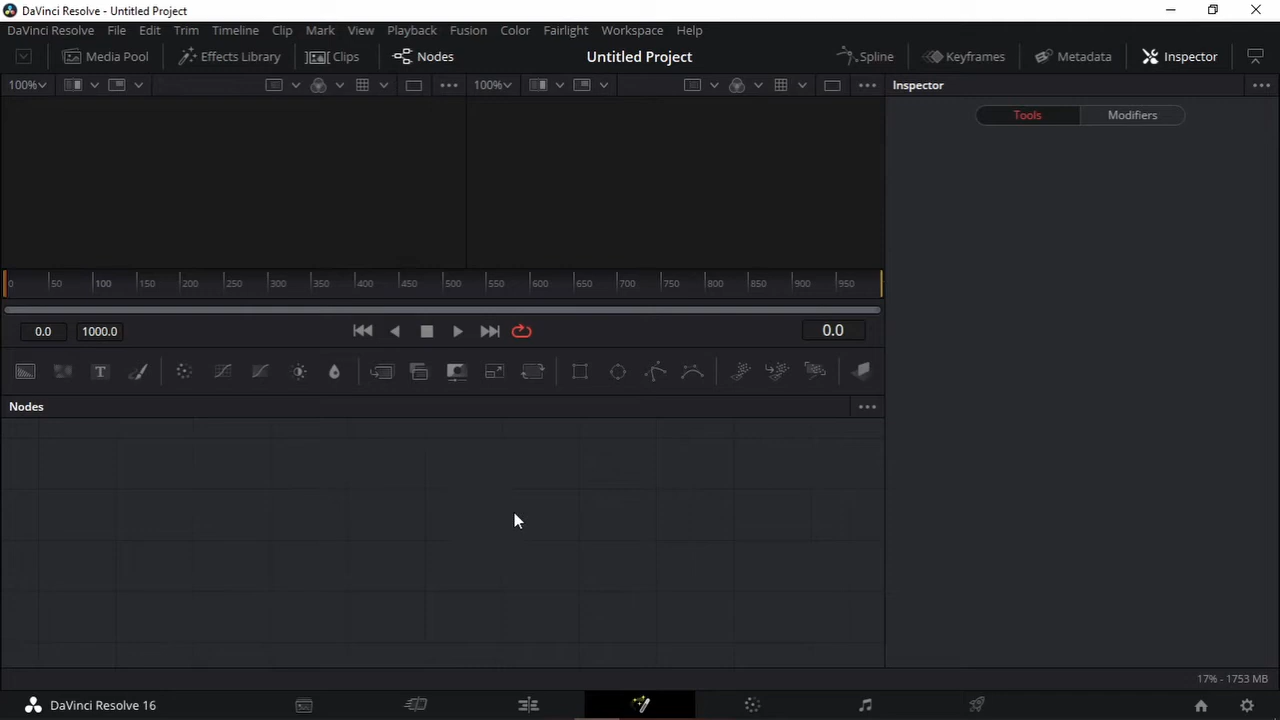 DaVinci Resolve - Untitled Project
DaVinci Resolve File Edit Trim Timeline Clip Mark View Playback Fusion Color Fairlight Workspace Help
Media Pool Effects Library Clips Nodes Untitled Project Spline Keyframes Metadata Inspector
100% 100% Inspector
Tools Modifiers
0 50 100 150 200 250 300 350 400 450 500 550 600 650 700 750 800 850 900 950
0.0 1000.0 0.0
T
Nodes
17% - 1753 MB
DaVinci Resolve 16